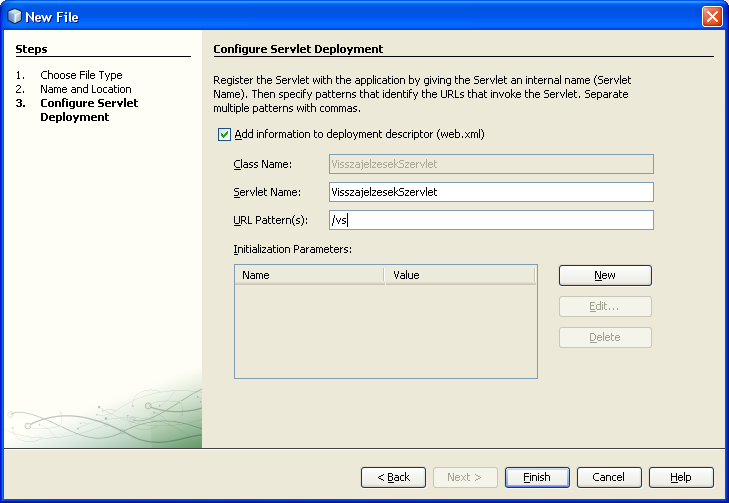 New File
Steps
1. Choose File Type
2. Name and Location
3. Configure Servlet
Deployment
Configure Servlet Deployment
Register the Servlet with the application by giving the Servlet an internal name (Servlet
Name). Then specify patterns that identify the URLs that invoke the Servlet. Separate
multiple patterns with commas.
Add information to deployment descriptor (web.xml)
Class Name: VisszajelzesekSzervlet
Servlet Name: VisszajelzesekSzervlet
URL Pattern(s): /vs
Initialization Parameters:
Name Value
New
Edit...
Delete
< Back Next > Finish Cancel Help